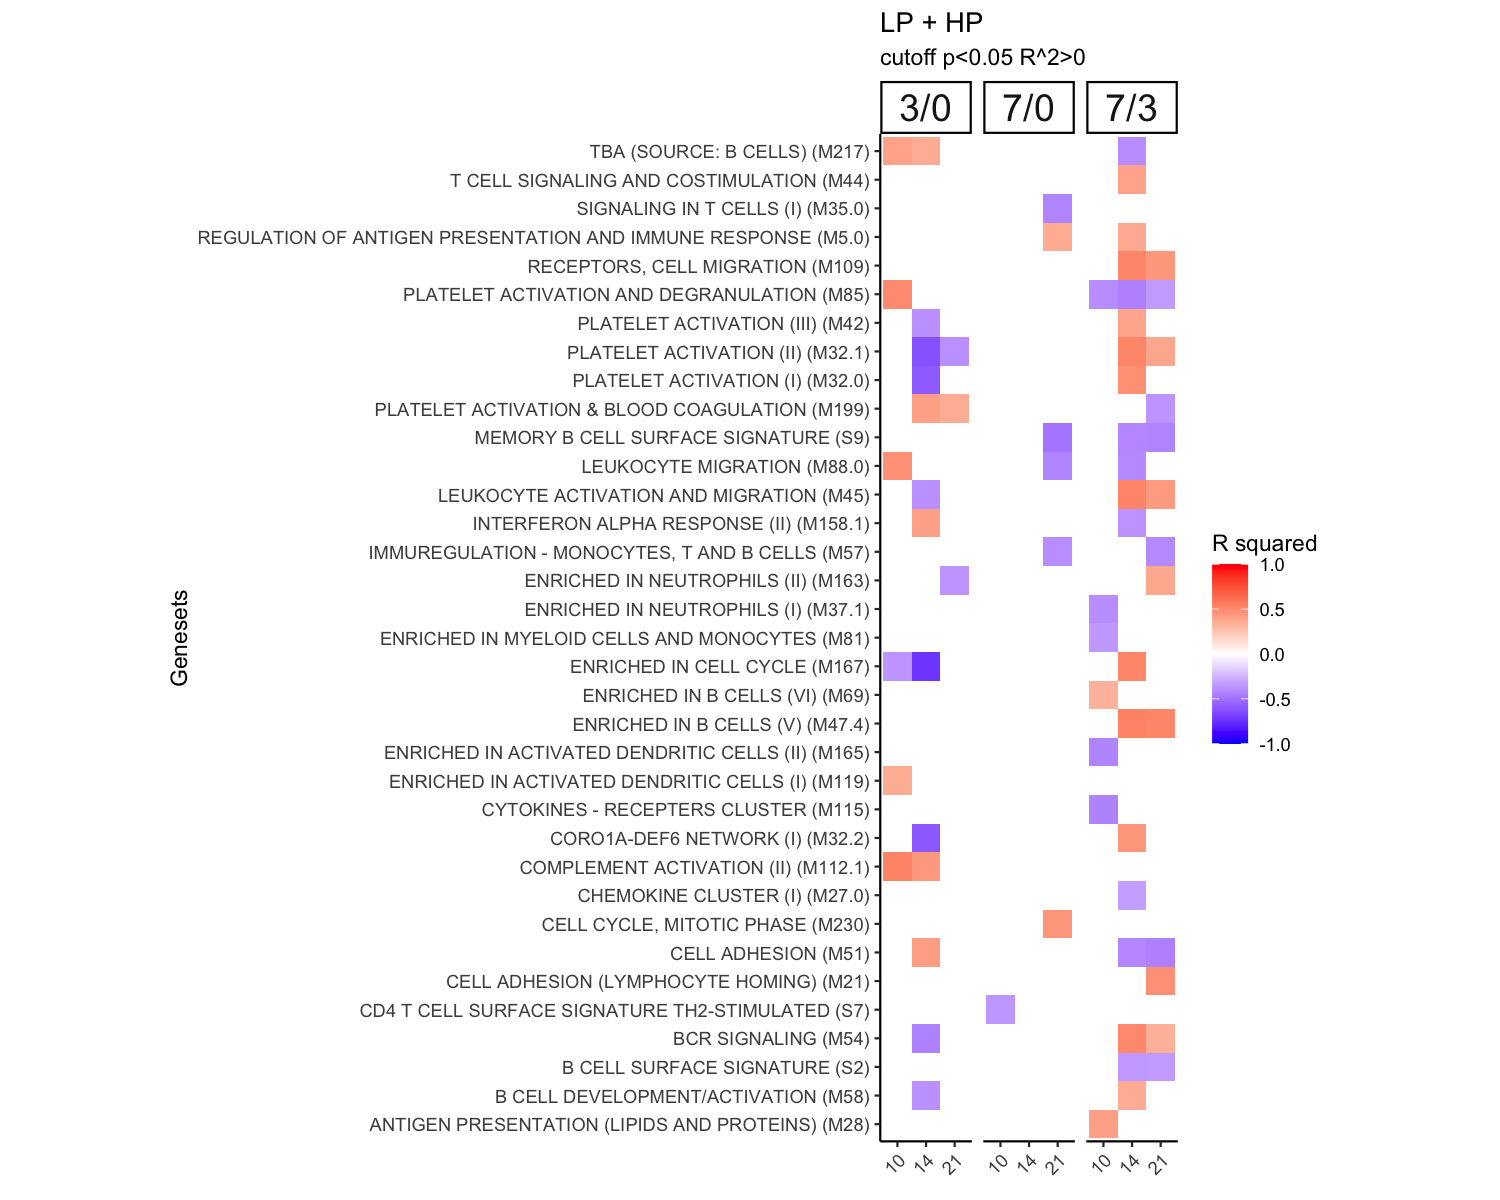 LP + HP
cutoff p<0.05 R^2>0
3/0 7/0 7/3
TBA (SOURCE: B CELLS) (M217)
T CELL SIGNALING AND COSTIMULATION (M44)
SIGNALING IN T CELLS (I) (M35.0)
REGULATION OF ANTIGEN PRESENTATION AND IMMUNE RESPONSE (M5.0)
RECEPTORS, CELL MIGRATION (M109)
PLATELET ACTIVATION AND DEGRANULATION (M85)
PLATELET ACTIVATION (III) (M42)
PLATELET ACTIVATION (II) (M32.1)
PLATELET ACTIVATION (I) (M32.0)
PLATELET ACTIVATION & BLOOD COAGULATION (M199)
MEMORY B CELL SURFACE SIGNATURE (S9)
LEUKOCYTE MIGRATION (M88.0)
LEUKOCYTE ACTIVATION AND MIGRATION (M45)
INTERFERON ALPHA RESPONSE (II) (M158.1)
IMMUREGULATION - MONOCYTES, T AND B CELLS (M57)
ENRICHED IN NEUTROPHILS (II) (M163)
ENRICHED IN NEUTROPHILS (I) (M37.1)
ENRICHED IN MYELOID CELLS AND MONOCYTES (M81)
ENRICHED IN CELL CYCLE (M167)
ENRICHED IN B CELLS (VI) (M69)
ENRICHED IN B CELLS (V) (M47.4)
ENRICHED IN ACTIVATED DENDRITIC CELLS (II) (M165)
ENRICHED IN ACTIVATED DENDRITIC CELLS (I) (M119)
CYTOKINES - RECEPTERS CLUSTER (M115)
CORO1A-DEF6 NETWORK (I) (M32.2)
COMPLEMENT ACTIVATION (II) (M112.1)
CHEMOKINE CLUSTER (I) (M27.0)
CELL CYCLE, MITOTIC PHASE (M230)
CELL ADHESION (M51)
CELL ADHESION (LYMPHOCYTE HOMING) (M21)
CD4 T CELL SURFACE SIGNATURE TH2-STIMULATED (S7)
BCR SIGNALING (M54)
B CELL SURFACE SIGNATURE (S2)
B CELL DEVELOPMENT/ACTIVATION (M58)
ANTIGEN PRESENTATION (LIPIDS AND PROTEINS) (M28)
10 14 21 10 14 21 10 14 21
Genesets
R squared
1.0
0.5
0.0
-0.5
-1.0